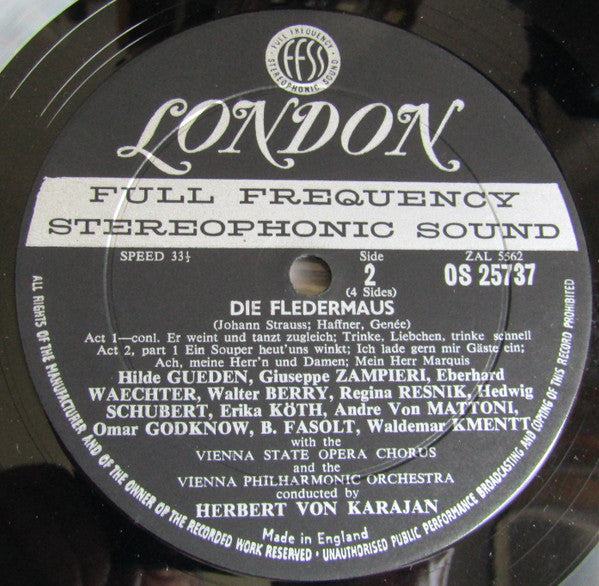 FULL FREQUENCY
FFSS
STEREOPHONIC SOUND
LONDON
FULL FREQUENCY
STEREOPHONIC SOUND
SPEED 33⅓
Side
2
(4 Sides)
ZAL 5562
OS 25737
DIE FLEDERMAUS
(Johann Strauss; Haffner, Genée)
Act 1—conl. Er weint und tanzt zugleich; Trinke, Liebchen, trinke schnell
Act 2, part 1 Ein Souper heut'uns winkt; Ich lade gern mir Gäste ein;
Ach, meine Herr'n und Damen; Mein Herr Marquis
Hilde GUEDEN, Giuseppe ZAMPIERI, Eberhard
WAECHTER, Walter BERRY, Regina RESNIK, Hedwig
SCHUBERT, Erika KÖTH, Andre Von MATTONI,
Omar GODKNOW, B. FASOLT, Waldemar KMENTT
with the
VIENNA STATE OPERA CHORUS
and the
VIENNA PHILHARMONIC ORCHESTRA
conducted by
HERBERT VON KARAJAN
Made in England
ALL RIGHTS OF THE MANUFACTURER AND OF THE OWNER OF THE RECORDED WORK RESERVED · UNAUTHORISED PUBLIC PERFORMANCE BROADCASTING AND COPYING OF THIS RECORD PROHIBITED